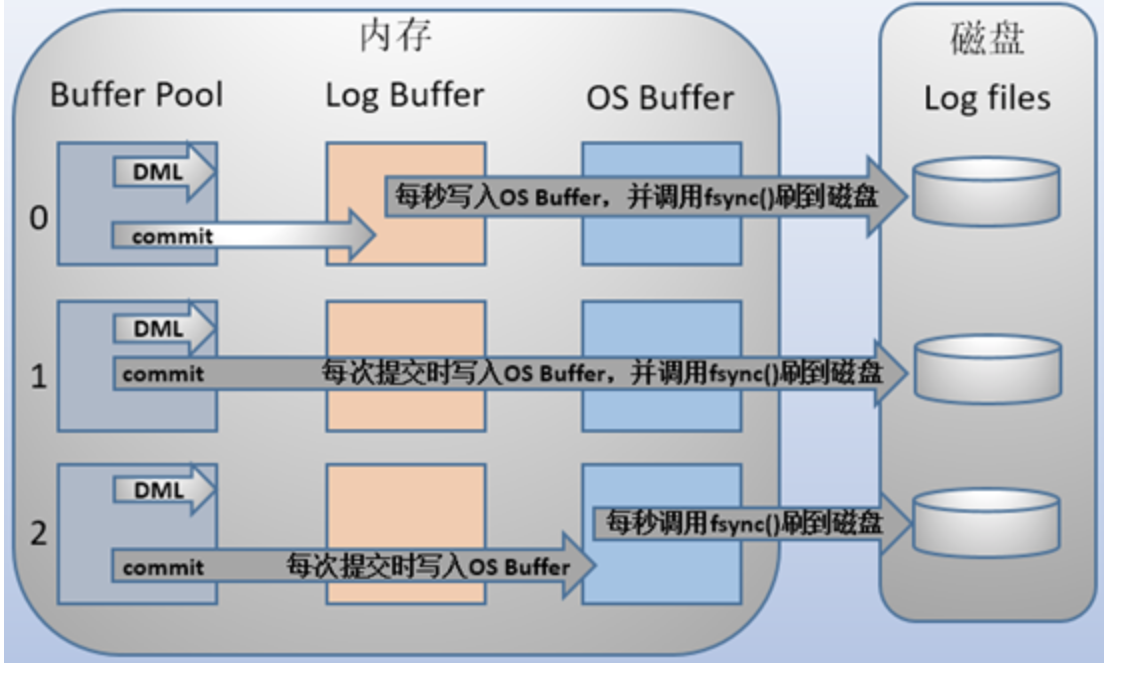 内存
磁盘
Buffer Pool
Log Buffer
OS Buffer
Log files
0
DML
每秒写入OS Buffer，并调用fsync()刷到磁盘
commit
1
DML
commit
每次提交时写入OS Buffer，并调用fsync()刷到磁盘
2
DML
每秒调用fsync()刷到磁盘
commit
每次提交时写入OS Buffer